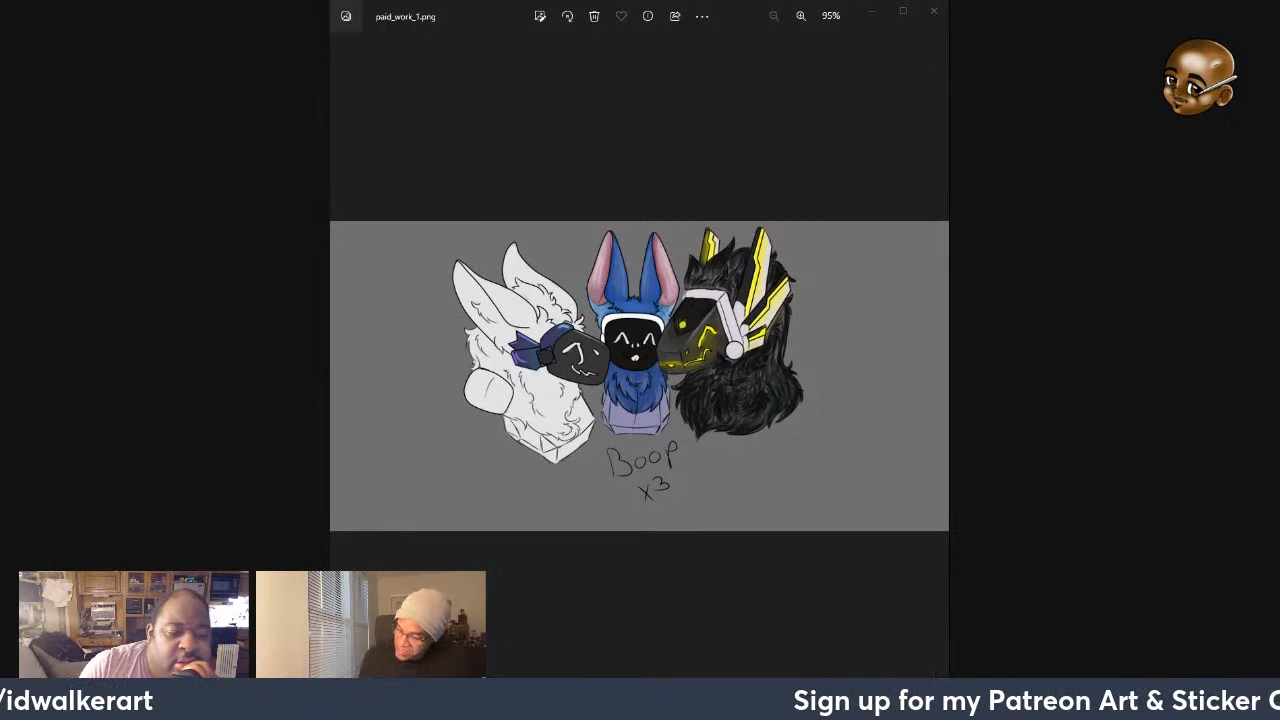 paid_work_1.png
95%
Boop
x3
/idwalkerart
Sign up for my Patreon Art & Sticker C